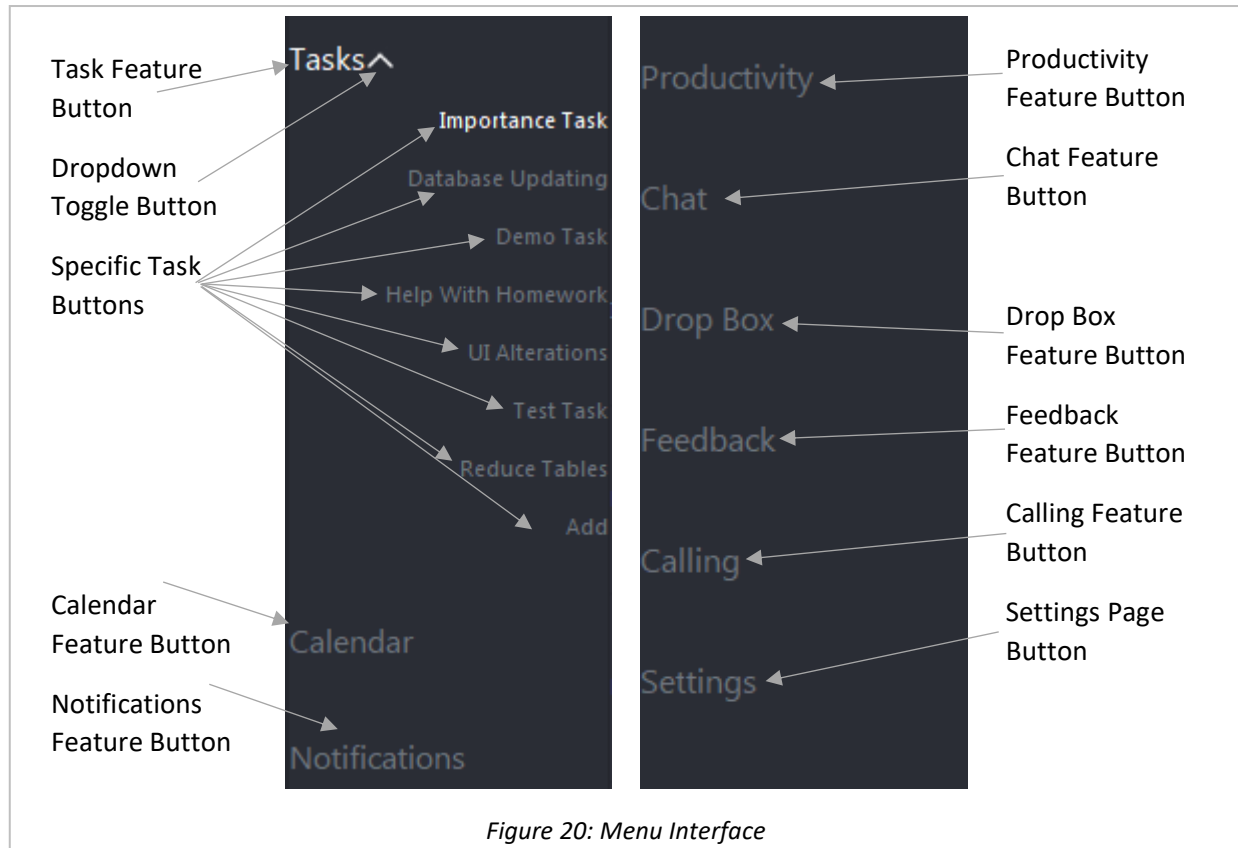 Task Feature
Button
Dropdown
Toggle Button
Specific Task
Buttons
Calendar
Feature Button
Notifications
Feature Button
Tasks
Importance Task
Database Updating
Demo Task
Help With Homework
UI Alterations
Test Task
Reduce Tables
Add
Calendar
Notifications
Productivity
Chat
Drop Box
Feedback
Calling
Settings
Productivity
Feature Button
Chat Feature
Button
Drop Box
Feature Button
Feedback
Feature Button
Calling Feature
Button
Settings Page
Button
Figure 20: Menu Interface